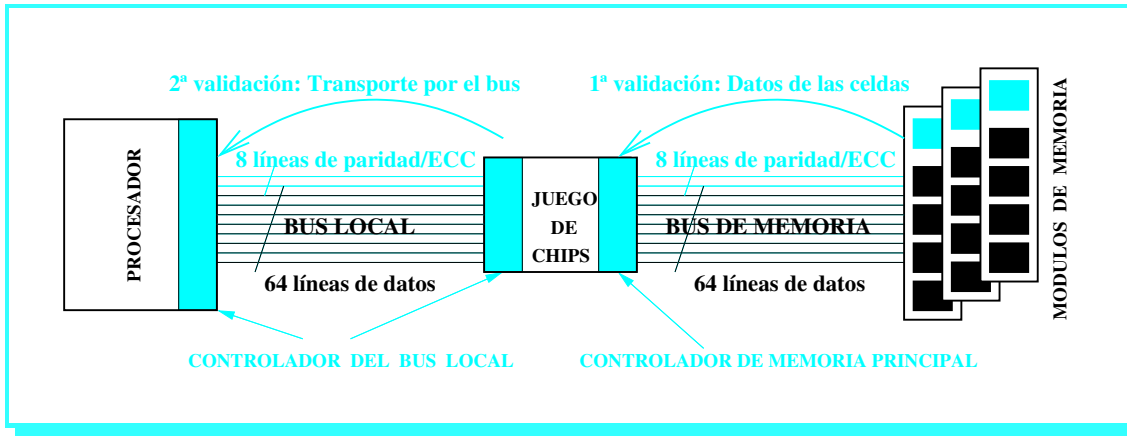 2ª validación: Transporte por el bus
1ª validación: Datos de las celdas
8 líneas de paridad/ECC
8 líneas de paridad/ECC
PROCESADOR
BUS LOCAL
JUEGO
DE
CHIPS
BUS DE MEMORIA
MODULOS DE MEMORIA
64 líneas de datos
64 líneas de datos
CONTROLADOR DEL BUS LOCAL
CONTROLADOR DE MEMORIA PRINCIPAL